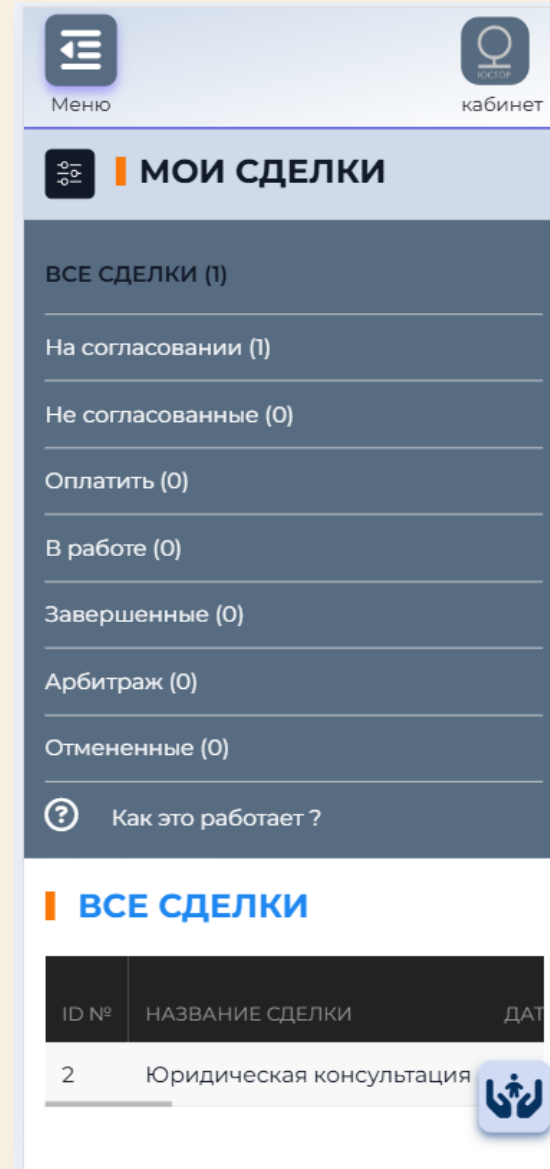 ЮСТОР
Меню
кабинет
МОИ СДЕЛКИ
ВСЕ СДЕЛКИ (1)
На согласовании (1)
Не согласованные (0)
Оплатить (0)
В работе (0)
Завершенные (0)
Арбитраж (0)
Отмененные (0)
? Как это работает ?
ВСЕ СДЕЛКИ
ID № НАЗВАНИЕ СДЕЛКИ ДАТ
2 Юридическая консультация